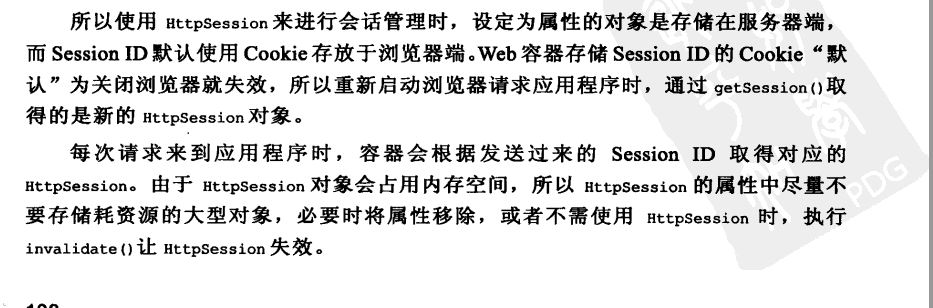 所以使用 HttpSession 来进行会话管理时，设定为属性的对象是存储在服务器端，
而 Session ID 默认使用 Cookie 存放于浏览器端。Web 容器存储 Session ID 的 Cookie“默
认”为关闭浏览器就失效，所以重新启动浏览器请求应用程序时，通过 getSession()取
得的是新的 HttpSession 对象。
每次请求来到应用程序时，容器会根据发送过来的 Session ID 取得对应的
HttpSession。由于 HttpSession 对象会占用内存空间，所以 HttpSession 的属性中尽量不
要存储耗资源的大型对象，必要时将属性移除，或者不需使用 HttpSession 时，执行
invalidate()让 HttpSession 失效。
PDG